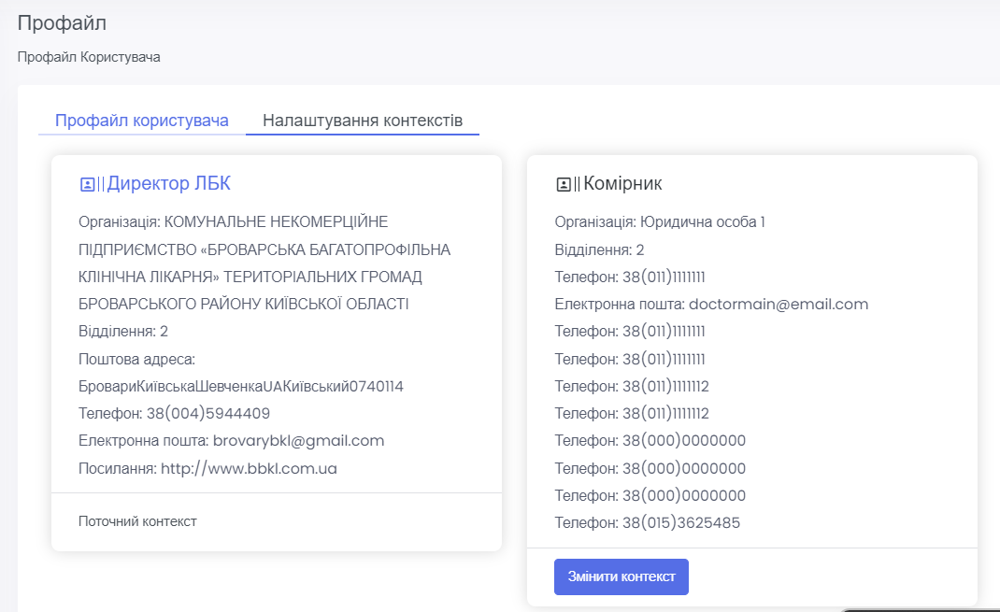 Профайл
Профайл Користувача
Профайл користувача
Налаштування контекстів
Директор ЛБК
Організація: КОМУНАЛЬНЕ НЕКОМЕРЦІЙНЕ
ПІДПРИЄМСТВО «БРОВАРСЬКА БАГАТОПРОФІЛЬНА
КЛІНІЧНА ЛІКАРНЯ» ТЕРИТОРІАЛЬНИХ ГРОМАД
БРОВАРСЬКОГО РАЙОНУ КИЇВСЬКОЇ ОБЛАСТІ
Відділення: 2
Поштова адреса:
БровариКиївськаШевченкаUAКиївський0740114
Телефон: 38(004)5944409
Електронна пошта: brovarybkl@gmail.com
Посилання: http://www.bbkl.com.ua
Поточний контекст
Комірник
Організація: Юридична особа 1
Відділення: 2
Телефон: 38(011)1111111
Електронна пошта: doctormain@email.com
Телефон: 38(011)1111111
Телефон: 38(011)1111111
Телефон: 38(011)1111112
Телефон: 38(011)1111112
Телефон: 38(000)0000000
Телефон: 38(000)0000000
Телефон: 38(000)0000000
Телефон: 38(015)3625485
Змінити контекст